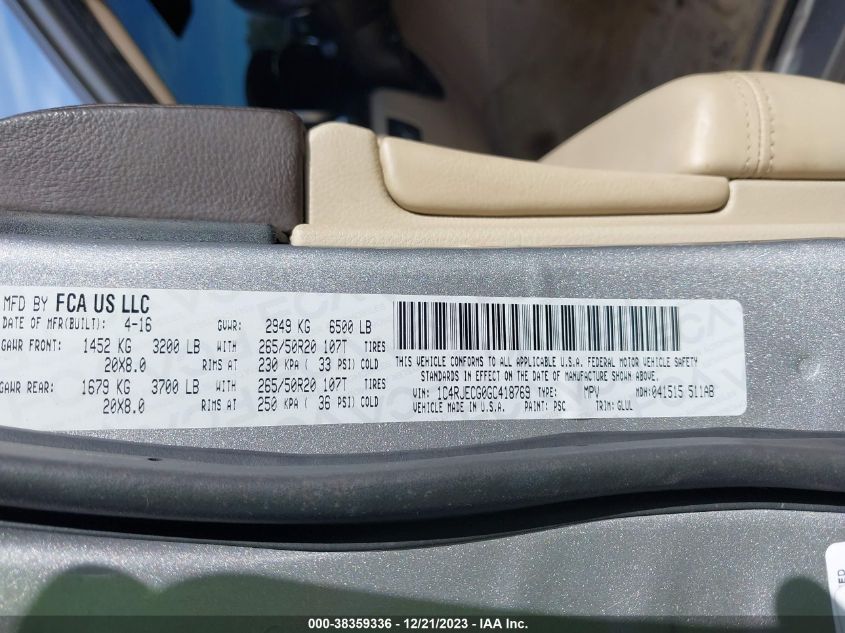 MFD BY FCA US LLC
DATE OF MFR(BUILT): 4-16 GVWR: 2949 KG 6500 LB
GAWR FRONT: 1452 KG 3200 LB WITH 265/50R20 107T TIRES
20X8.0 RIMS AT 230 KPA ( 33 PSI) COLD
GAWR REAR: 1679 KG 3700 LB WITH 265/50R20 107T TIRES
20X8.0 RIMS AT 250 KPA ( 36 PSI) COLD
THIS VEHICLE CONFORMS TO ALL APPLICABLE U.S.A. FEDERAL MOTOR VEHICLE SAFETY
STANDARDS IN EFFECT ON THE DATE OF MANUFACTURE SHOWN ABOVE.
VIN: 1C4RJECG0GC418769 TYPE: MPV MDH: 041515 511AB
VEHICLE MADE IN U.S.A. PAINT: PSC TRIM: GLUL
000-38359336 - 12/21/2023 - IAA Inc.